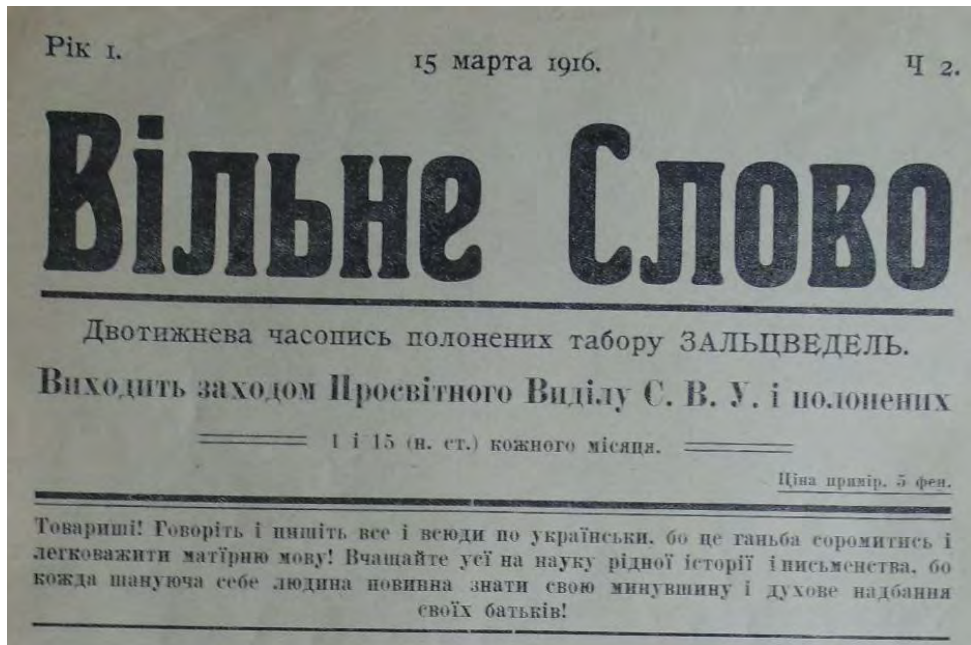 Рік 1. 15 марта 1916. Ч 2.
Вільне Слово
Двотижнева часопись полонених табору ЗАЛЬЦВЕДЕЛЬ.
Виходить заходом Просвітного Виділу С. В. У. і полонених
1 і 15 (н. ст.) кожного місяця.
Ціна примір. 5 фен.
Товариші! Говоріть і пишіть все і всюди по українськи, бо це ганьба соромитись і
легковажити матїрню мову! Вчащайте усї на науку рідної історії і письменства, бо
кожда шануюча себе людина повинна знати свою минувшину і духове надбання
своїх батьків!